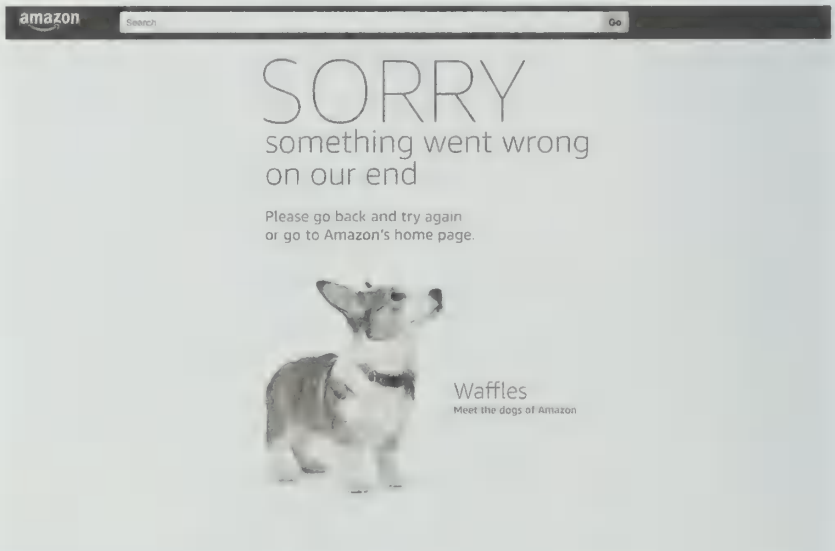 amazon
Search
Go
SORRY
something went wrong
on our end
Please go back and try again
or go to Amazon's home page.
Waffles
Meet the dogs of Amazon